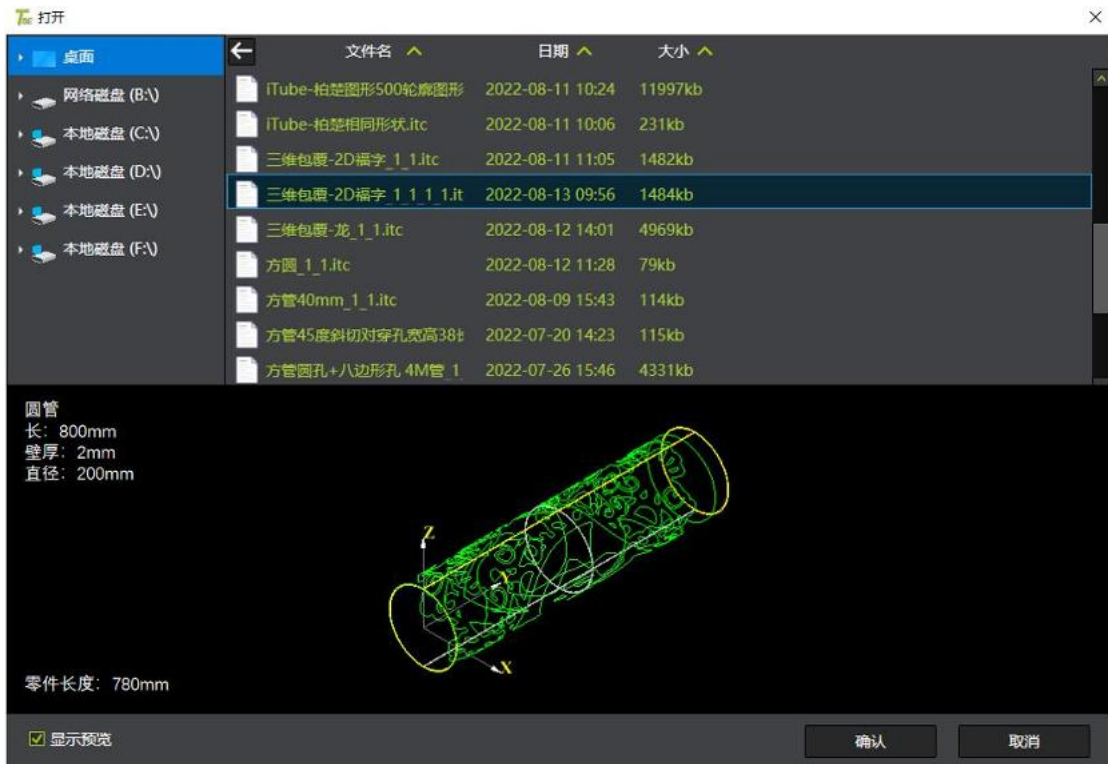 Tube 打开
桌面
网络磁盘 (B:\)
本地磁盘 (C:\)
本地磁盘 (D:\)
本地磁盘 (E:\)
本地磁盘 (F:\)
文件名 日期 大小
iTube-柏楚图形500轮廓图形 2022-08-11 10:24 11997kb
iTube-柏楚相同形状.itc 2022-08-11 10:06 231kb
三维包覆-2D福字_1_1.itc 2022-08-11 11:05 1482kb
三维包覆-2D福字_1_1_1_1.it 2022-08-13 09:56 1484kb
三维包覆-龙_1_1.itc 2022-08-12 14:01 4969kb
方圆_1_1.itc 2022-08-12 11:28 79kb
方管40mm_1_1.itc 2022-08-09 15:43 114kb
方管45度斜切对穿孔宽高38 2022-07-20 14:23 115kb
方管圆孔+八边形孔 4M管_1 2022-07-26 15:46 4331kb
圆管
长: 800mm
壁厚: 2mm
直径: 200mm
Z
Y
X
零件长度: 780mm
显示预览
确认
取消